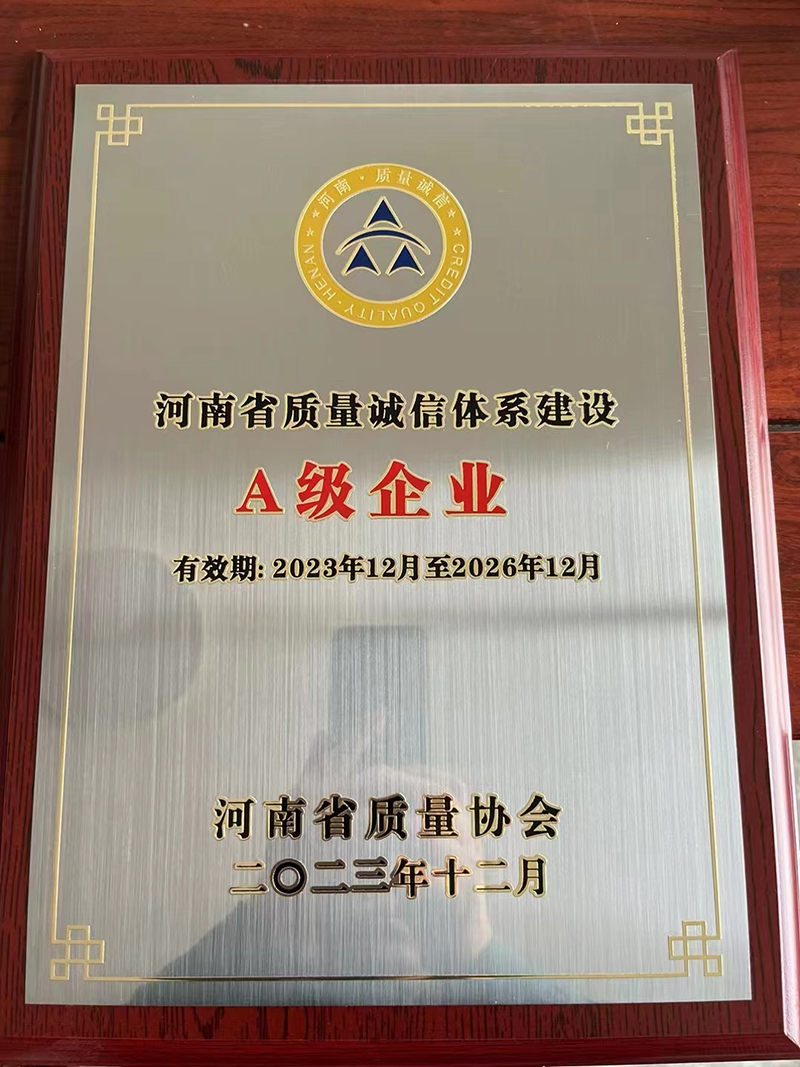 河南·质量诚信
CREDIT QUALITY·HENAN
河南省质量诚信体系建设
A级企业
有效期: 2023年12月至2026年12月
河南省质量协会
二〇二三年十二月